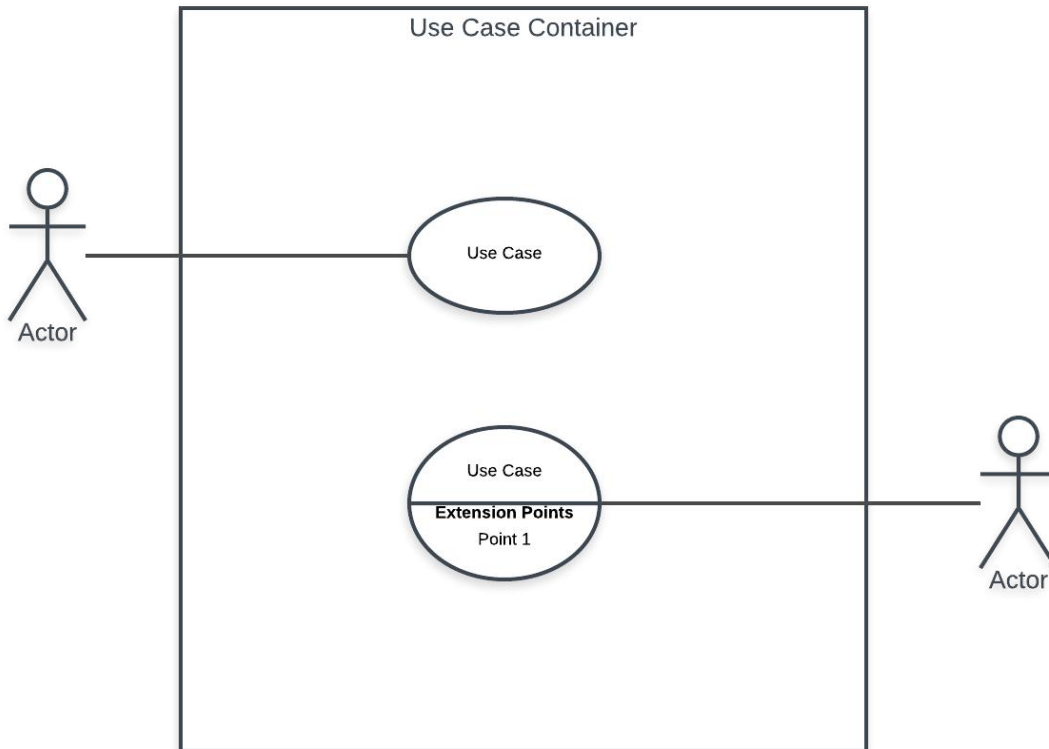 Use Case Container
Use Case
Actor
Use Case
Extension Points
Point 1
Actor